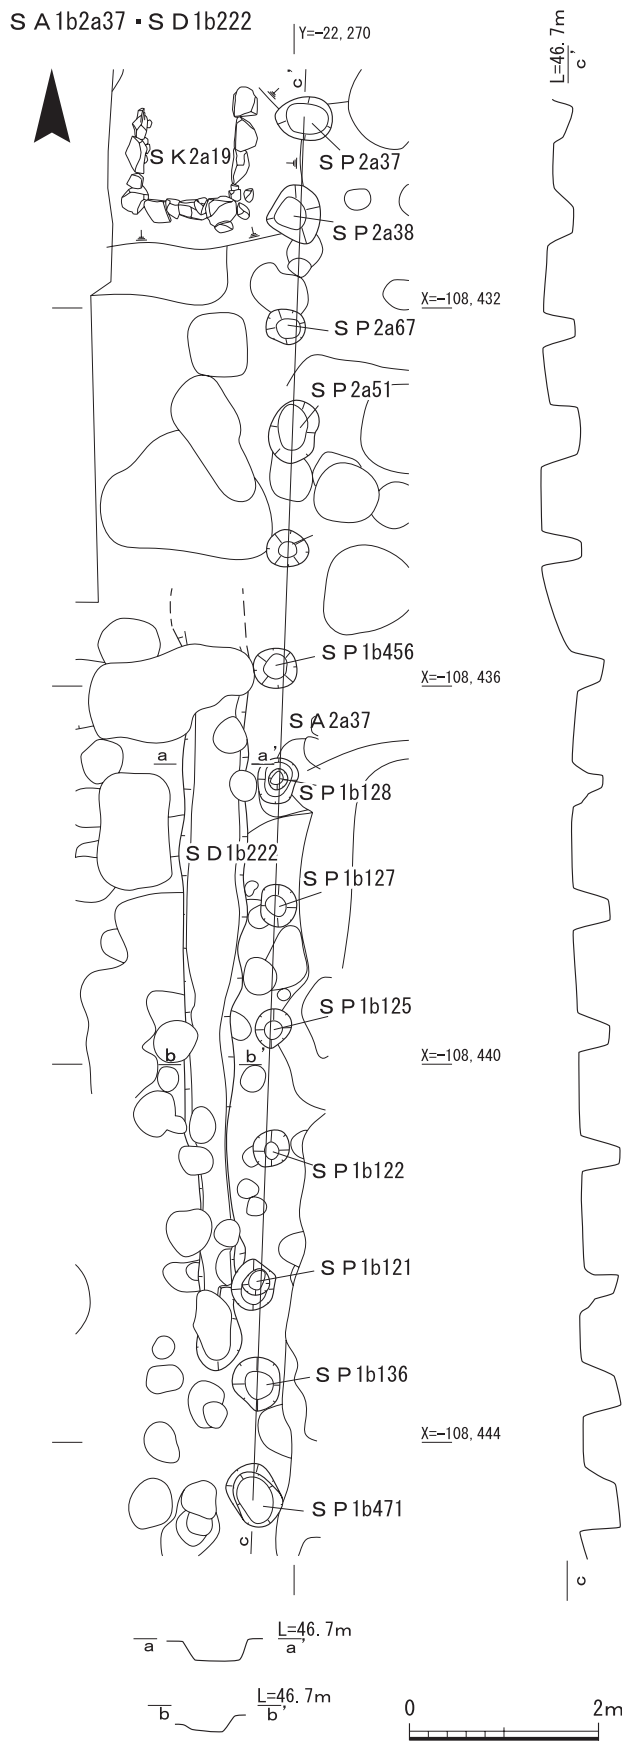 SA1b2a37・SD1b222
Y=-22,270
L=46.7m
c'
c'
SK2a19
SP2a37
SP2a38
X=-108,432
SP2a67
SP2a51
SP1b456
X=-108,436
SA2a37
a
a'
SP1b128
SD1b222
SP1b127
SP1b125
b
b'
X=-108,440
SP1b122
SP1b121
SP1b136
X=-108,444
SP1b471
c
c
a
L=46.7m
a'
b
L=46.7m
b'
0
2m